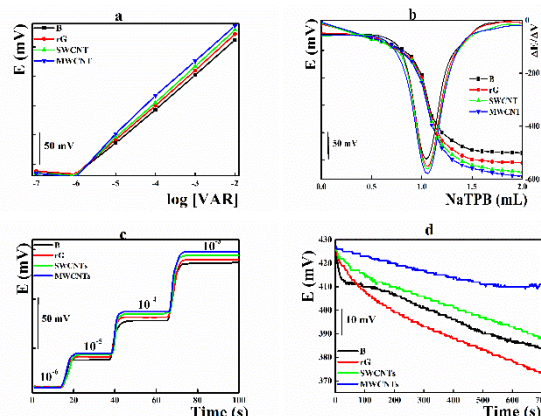 a
E (mV)
B
rG
SWCNT
MWCNT
50 mV
-7 -6 -5 -4 -3 -2
log [VAR]
b
E (mV)
0
-200
-400
-600
ΔE/ΔV
B
rG
SWCNT
MWCNT
50 mV
0.0 0.5 1.0 1.5 2.0
NaTPB (mL)
c
E (mV)
B
rG
SWCNTs
MWCNTs
50 mV
10⁻⁶
10⁻⁵
10⁻⁴
10⁻³
0 20 40 60 80 100
Time (s)
d
E (mV)
430
420
410
400
390
380
370
10 mV
B
rG
SWCNTs
MWCNTs
0 100 200 300 400 500 600 700
Time (s)